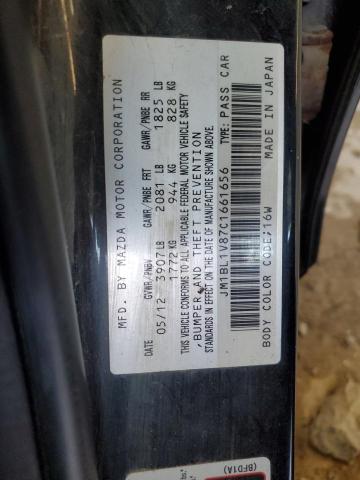 MFD. BY MAZDA MOTOR CORPORATION
GVWR/PNBV GAWR/PNBE FRT GAWR/PNBE RR
05/12 3907 LB 2081 LB 1825 LB
1772 KG 944 KG 828 KG
THIS VEHICLE CONFORMS TO ALL APPLICABLE FEDERAL MOTOR VEHICLE SAFETY
, BUMPER, AND THEFT PREVENTION
STANDARDS IN EFFECT ON THE DATE OF MANUFACTURE SHOWN ABOVE.
JM1BL1V87C1661656 TYPE: PASS CAR
BODY COLOR CODE: 16W MADE IN JAPAN
(BFD1A)